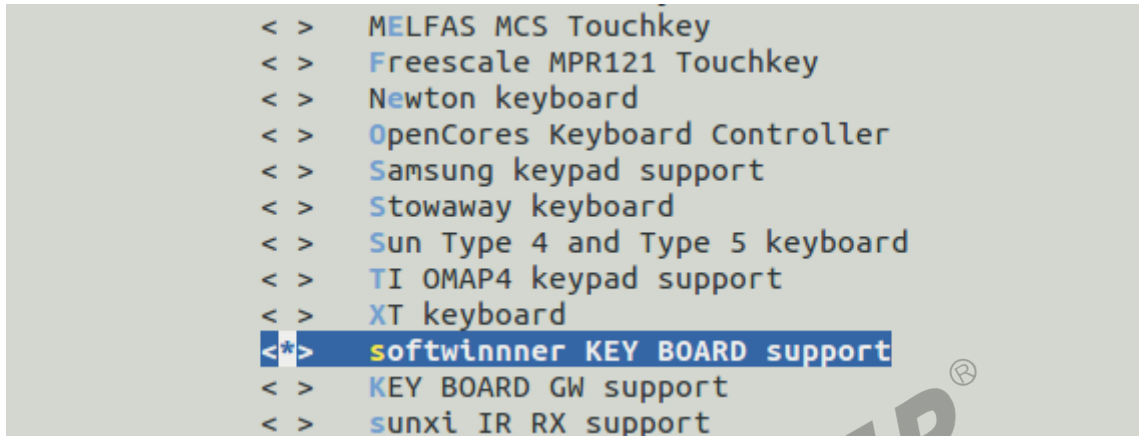 < > MELFAS MCS Touchkey
< > Freescale MPR121 Touchkey
< > Newton keyboard
< > OpenCores Keyboard Controller
< > Samsung keypad support
< > Stowaway keyboard
< > Sun Type 4 and Type 5 keyboard
< > TI OMAP4 keypad support
< > XT keyboard
<*> softwinnner KEY BOARD support
< > KEY BOARD GW support
< > sunxi IR RX support